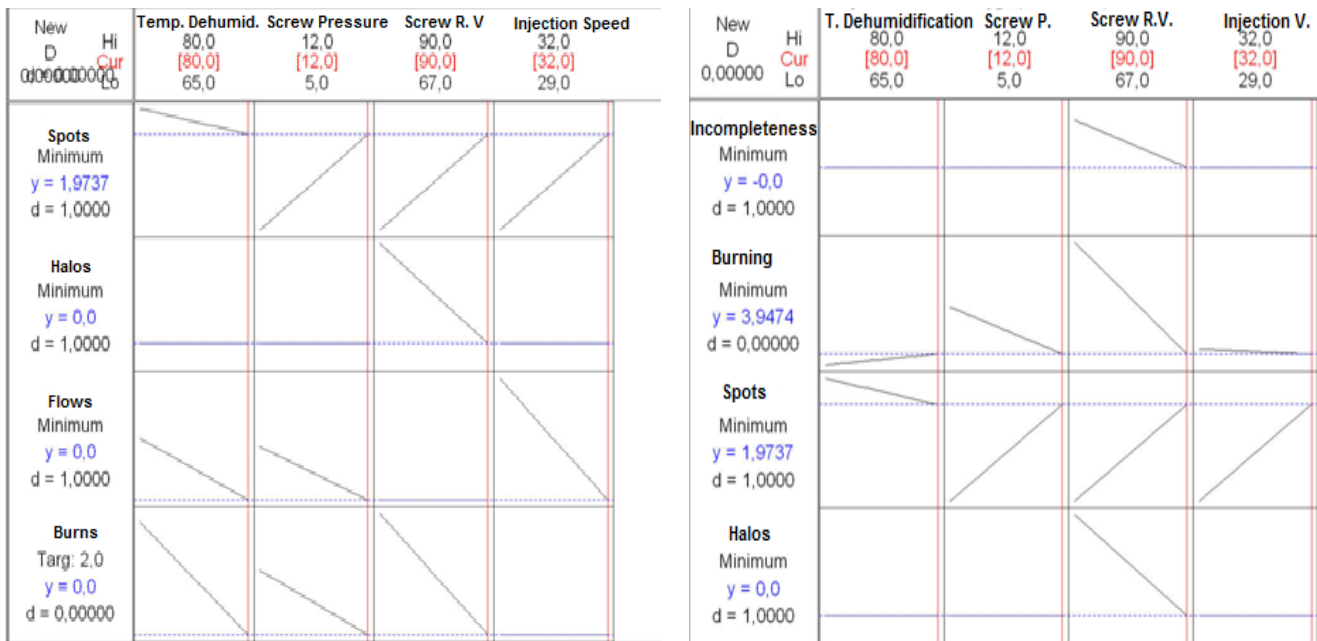 New
D
0,00000
Hi
Cur
Lo
Temp. Dehumid. Screw Pressure Screw R. V Injection Speed
80,0 12,0 90,0 32,0
[80,0] [12,0] [90,0] [32,0]
65,0 5,0 67,0 29,0
Spots
Minimum
y = 1,9737
d = 1,0000
Halos
Minimum
y = 0,0
d = 1,0000
Flows
Minimum
y = 0,0
d = 1,0000
Burns
Targ: 2,0
y = 0,0
d = 0,00000
New
D
0,00000
Hi
Cur
Lo
T. Dehumidification Screw P. Screw R.V. Injection V.
80,0 12,0 90,0 32,0
[80,0] [12,0] [90,0] [32,0]
65,0 5,0 67,0 29,0
Incompleteness
Minimum
y = -0,0
d = 1,0000
Burning
Minimum
y = 3,9474
d = 0,00000
Spots
Minimum
y = 1,9737
d = 1,0000
Halos
Minimum
y = 0,0
d = 1,0000